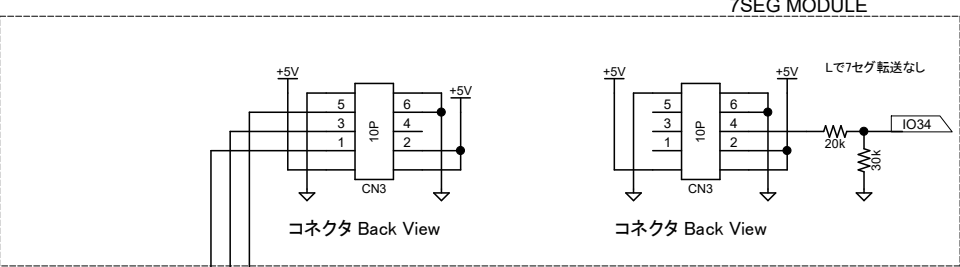 7SEG MODULE
+5V
+5V
5
6
3
4
1
2
10P
CN3
コネクタ Back View
+5V
+5V
Lで7セグ転送なし
5
6
3
4
1
2
10P
CN3
コネクタ Back View
20k
30k
IO34